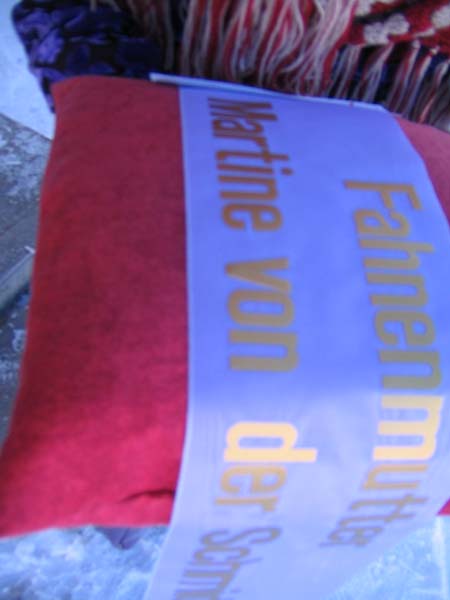 Fahnenmutter
Martine von der